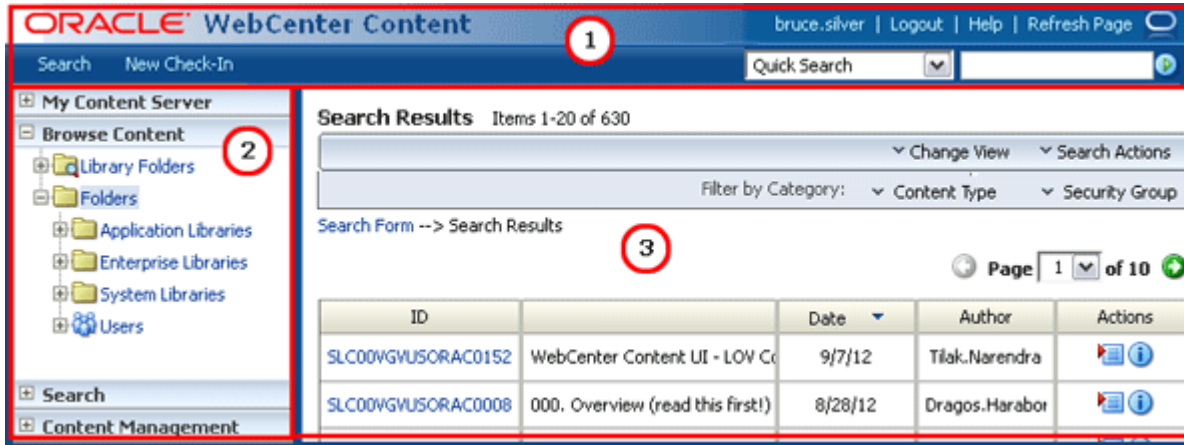 ORACLE WebCenter Content
bruce.silver | Logout | Help | Refresh Page
1
Search New Check-In
Quick Search
My Content Server
Browse Content
2
Library Folders
Folders
Application Libraries
Enterprise Libraries
System Libraries
Users
Search
Content Management
Search Results Items 1-20 of 630
Change View Search Actions
Filter by Category: Content Type Security Group
Search Form --> Search Results
3
Page 1 of 10
ID Date Author Actions
SLC00VGVUSORAC0152 WebCenter Content UI - LOV Co 9/7/12 Tilak.Narendra
SLC00VGVUSORAC0008 000. Overview (read this first!) 8/28/12 Dragos.Harabor